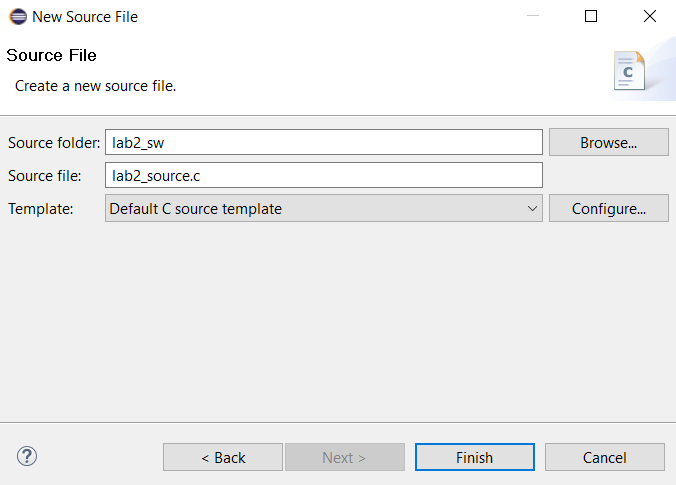 New Source File
Source File
Create a new source file.
C
Source folder: lab2_sw Browse...
Source file: lab2_source.c
Template: Default C source template Configure...
? < Back Next > Finish Cancel